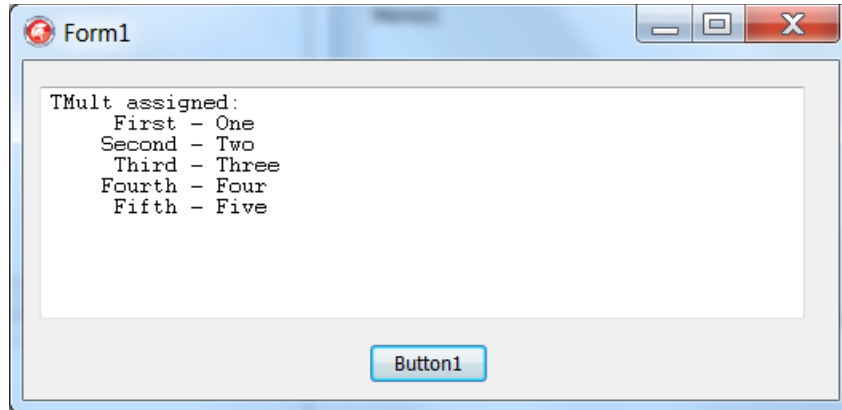 Form1
TMult assigned:
First - One
Second - Two
Third - Three
Fourth - Four
Fifth - Five
Button1